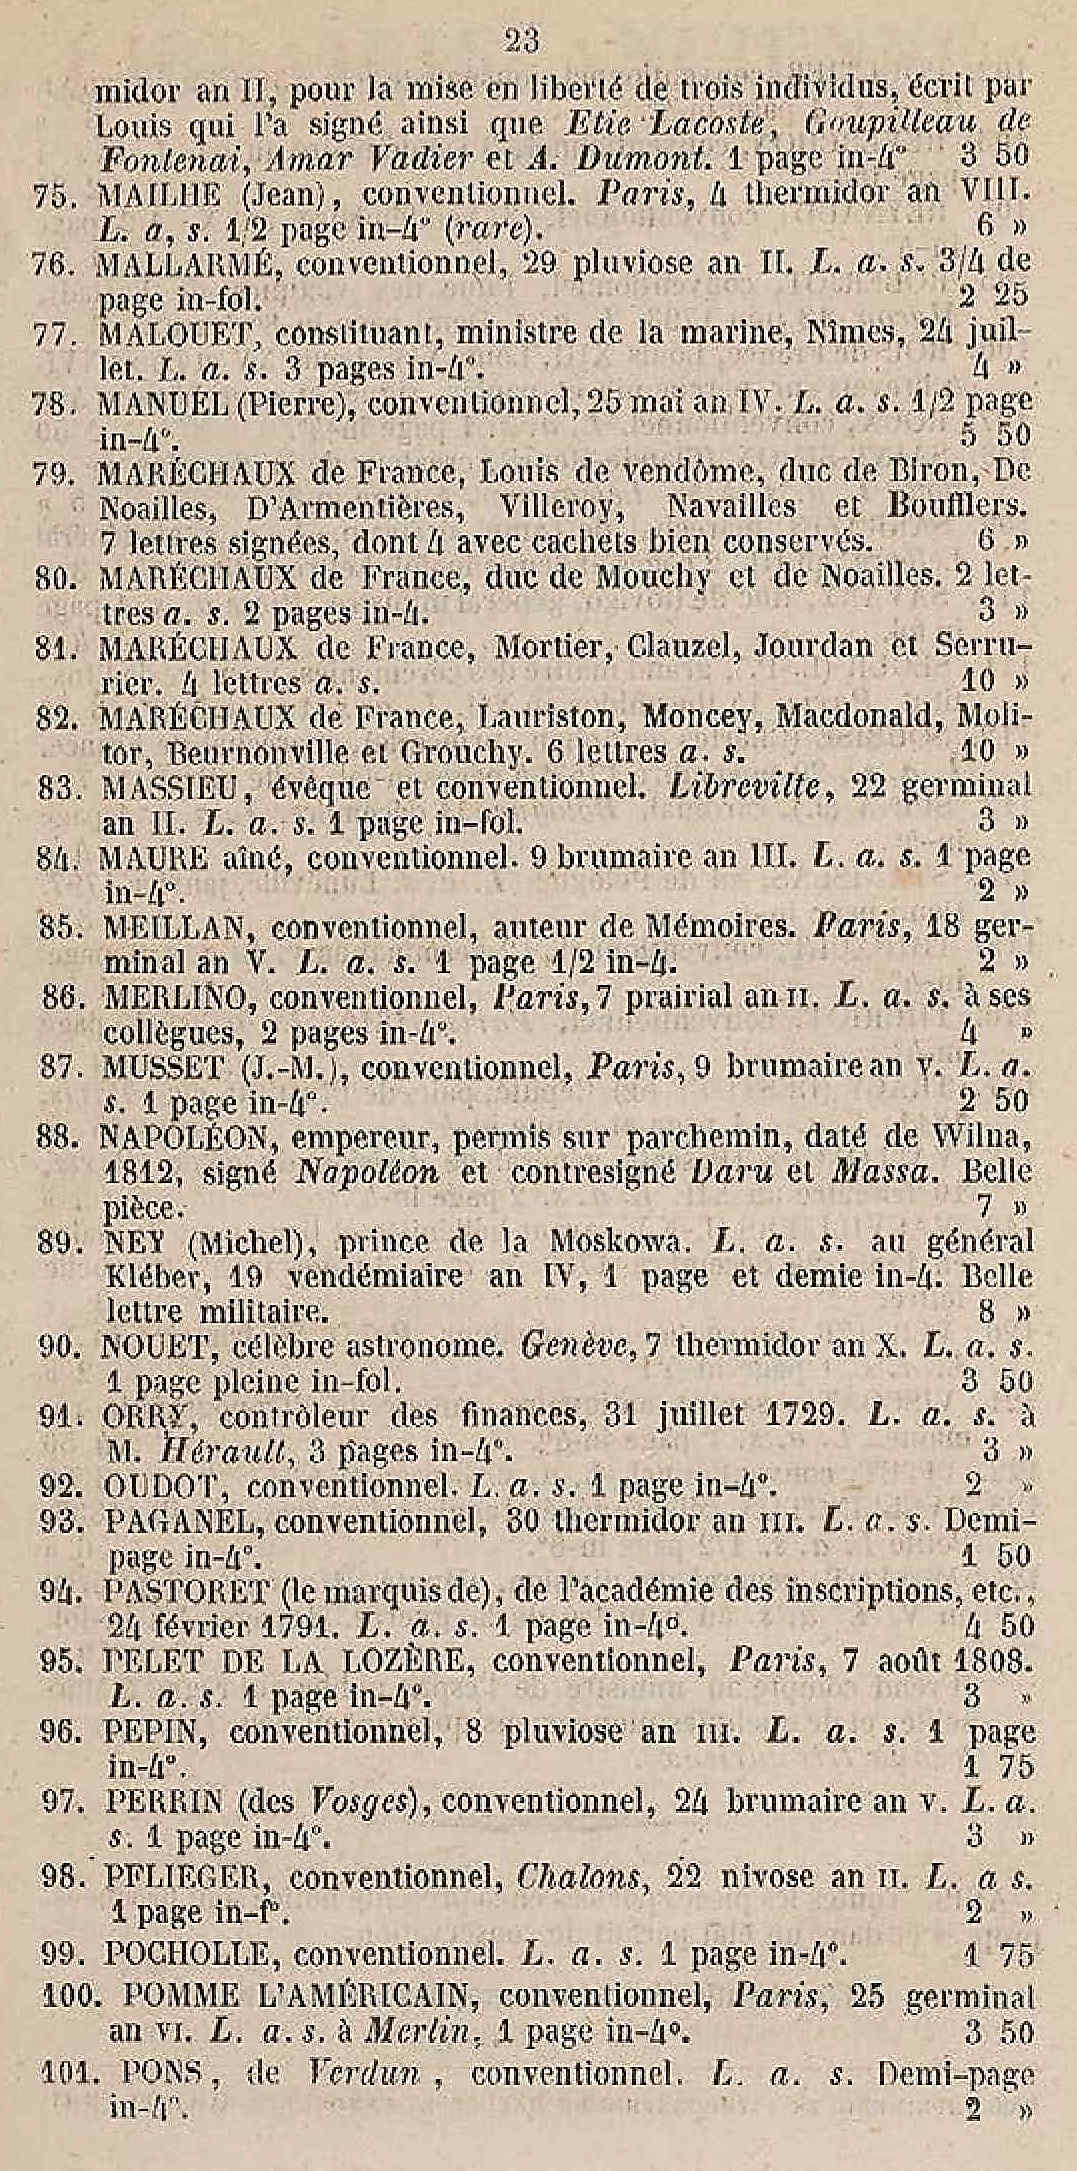 23
midor an II, pour la mise en liberté de trois individus, écrit par
Louis qui l'a signé ainsi que Etie Lacoste, Goupilleau de
Fontenai, Amar Vadier et A. Dumont. 1 page in-4° 3 50
75. MAILHE (Jean), conventionnel. Paris, 4 thermidor an VIII.
L. a, s. 1/2 page in-4° (rare). 6 »
76. MALLARMÉ, conventionnel, 29 pluviose an II. L. a. s. 3/4 de
page in-fol. 2 25
77. MALOUET, constituant, ministre de la marine, Nîmes, 24 juil-
let. L. a. s. 3 pages in-4°. 4 »
78. MANUEL (Pierre), conventionnel, 25 mai an IV. L. a. s. 1/2 page
in-4°. 5 50
79. MARÉCHAUX de France, Louis de vendôme, duc de Biron, De
Noailles, D'Armentières, Villeroy, Navailles et Boufflers.
7 lettres signées, dont 4 avec cachets bien conservés. 6 »
80. MARÉCHAUX de France, duc de Mouchy et de Noailles. 2 let-
tres a. s. 2 pages in-4. 3 »
81. MARÉCHAUX de France, Mortier, Clauzel, Jourdan et Serru-
rier. 4 lettres a. s. 10 »
82. MARÉCHAUX de France, Lauriston, Moncey, Macdonald, Moli-
tor, Beurnonville et Grouchy. 6 lettres a. s. 10 »
83. MASSIEU, évêque et conventionnel. Libreville, 22 germinal
an II. L. a. s. 1 page in-fol. 3 »
84. MAURE aîné, conventionnel. 9 brumaire an III. L. a. s. 1 page
in-4°. 2 »
85. MEILLAN, conventionnel, auteur de Mémoires. Paris, 18 ger-
minal an V. L. a. s. 1 page 1/2 in-4. 2 »
86. MERLINO, conventionnel, Paris, 7 prairial an II. L. a. s. à ses
collègues, 2 pages in-4°. 4 »
87. MUSSET (J.-M.), conventionnel, Paris, 9 brumaire an V. L. a.
s. 1 page in-4°. 2 50
88. NAPOLÉON, empereur, permis sur parchemin, daté de Wilna,
1812, signé Napoléon et contresigné Daru et Massa. Belle
pièce. 7 »
89. NEY (Michel), prince de la Moskowa. L. a. s. au général
Kléber, 19 vendémiaire an IV, 1 page et demie in-4. Belle
lettre militaire. 8 »
90. NOUET, célèbre astronome. Genève, 7 thermidor an X. L. a. s.
1 page pleine in-fol. 3 50
91. ORRY, contrôleur des finances, 31 juillet 1729. L. a. s. à
M. Hérault, 3 pages in-4°. 3 »
92. OUDOT, conventionnel. L. a. s. 1 page in-4°. 2 »
93. PAGANEL, conventionnel, 30 thermidor an III. L. a. s. Demi-
page in-4°. 1 50
94. PASTORET (le marquis de), de l'académie des inscriptions, etc.,
24 février 1791. L. a. s. 1 page in-4°. 4 50
95. PELET DE LA LOZÈRE, conventionnel, Paris, 7 août 1808.
L. a. s. 1 page in-4°. 3 »
96. PEPIN, conventionnel, 8 pluviose an III. L. a. s. 1 page
in-4°. 1 75
97. PERRIN (des Vosges), conventionnel, 24 brumaire an V. L. a.
s. 1 page in-4°. 3 »
98. PFLIEGER, conventionnel, Chalons, 22 nivose an II. L. a s.
1 page in-f°. 2 »
99. POCHOLLE, conventionnel. L. a. s. 1 page in-4°. 1 75
100. POMME L'AMÉRICAIN, conventionnel, Paris, 25 germinal
an VI. L. a. s. à Merlin, 1 page in-4°. 3 50
101. PONS, de Verdun, conventionnel. L. a. s. Demi-page
in-4°. 2 »